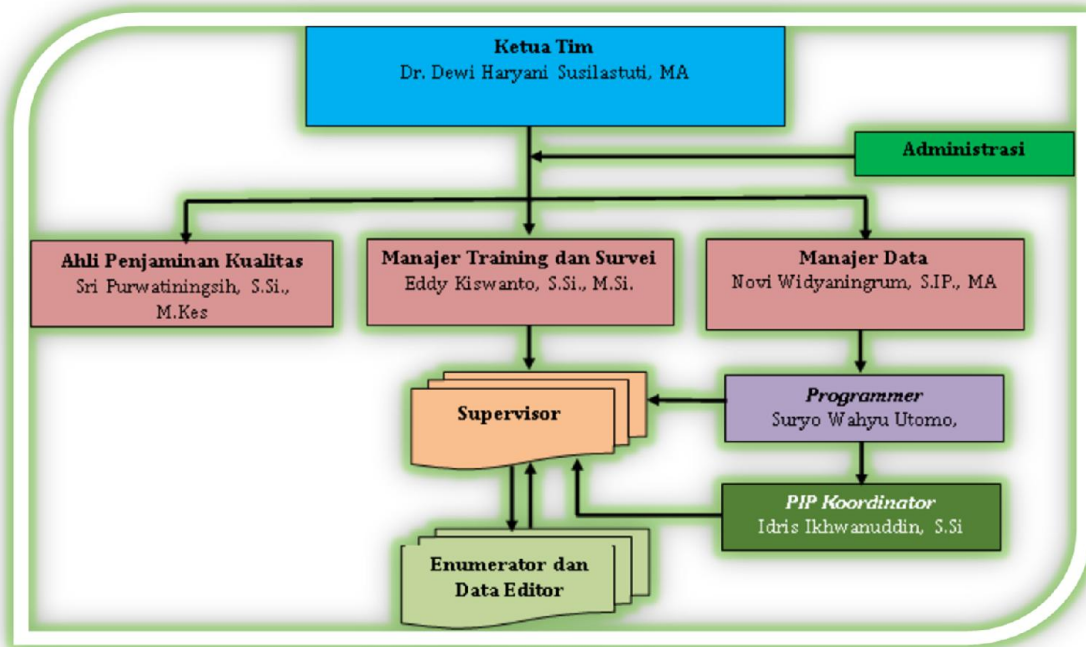 Ketua Tim
Dr. Dewi Haryani Susilastuti, MA
Administrasi
Ahli Penjaminan Kualitas
Sri Purwatiningsih, S.Si.,
M.Kes
Manajer Training dan Survei
Eddy Kiswanto, S.Si., M.Si.
Manajer Data
Novi Widyaningrum, S.IP., MA
Supervisor
Programmer
Suryo Wahyu Utomo,
PIP Koordinator
Idris Ikhwanuddin, S.Si
Enumerator dan
Data Editor